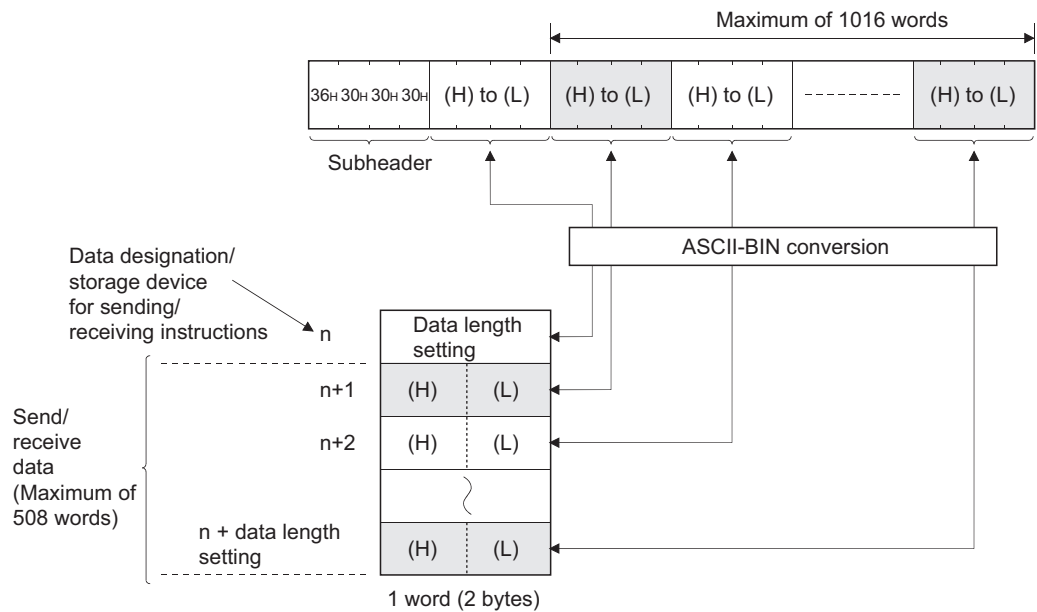 Maximum of 1016 words
36H 30H 30H 30H (H) to (L) (H) to (L) (H) to (L) (H) to (L)
Subheader
ASCII-BIN conversion
Data designation/
storage device
for sending/
receiving instructions
n
Data length
setting
n+1 (H) (L)
n+2 (H) (L)
Send/
receive
data
(Maximum of
508 words)
n + data length
setting
(H) (L)
1 word (2 bytes)